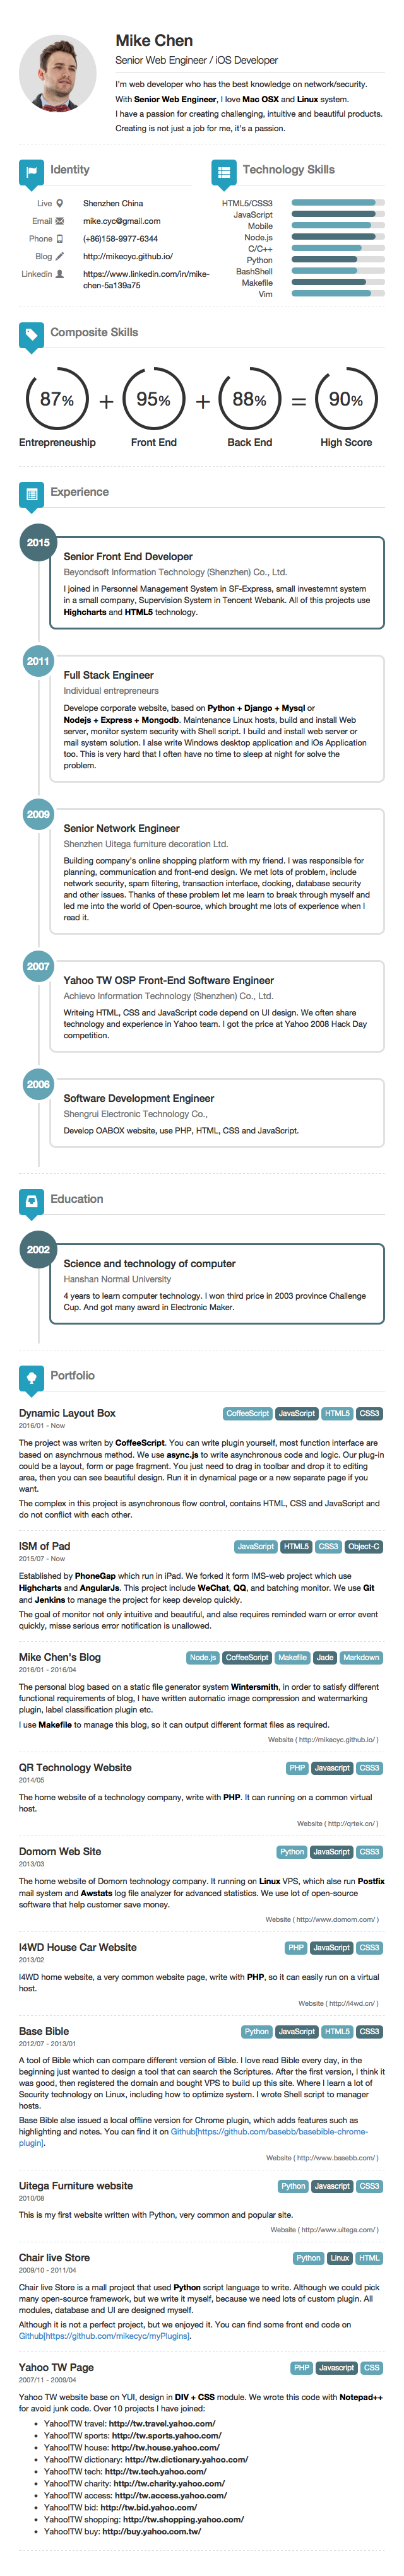 Mike Chen
Senior Web Engineer / iOS Developer
I'm web developer who has the best knowledge on network/security.
With Senior Web Engineer, I love Mac OSX and Linux system.
I have a passion for creating challenging, intuitive and beautiful products.
Creating is not just a job for me, it's a passion.
Identity
Live Shenzhen China
Email mike.cyc@gmail.com
Phone (+86)158-9977-6344
Blog http://mikecyc.github.io/
Linkedin https://www.linkedin.com/in/mike-
chen-5a139a75
Technology Skills
HTML5/CSS3
JavaScript
Mobile
Node.js
C/C++
Python
BashShell
Makefile
Vim
Composite Skills
87% + 95% + 88% = 90%
Entrepreneuship Front End Back End High Score
Experience
2015
Senior Front End Developer
Beyondsoft Information Technology (Shenzhen) Co., Ltd.
I joined in Personnel Management System in SF-Express, small investemnt system
in a small company, Supervision System in Tencent Webank. All of this projects use
Highcharts and HTML5 technology.
2011
Full Stack Engineer
Individual entrepreneurs
Develope corporate website, based on Python + Django + Mysql or
Nodejs + Express + Mongodb. Maintenance Linux hosts, build and install Web
server, monitor system security with Shell script. I build and install web server or
mail system solution. I alse write Windows desktop application and iOs Application
too. This is very hard that I often have no time to sleep at night for solve the
problem.
2009
Senior Network Engineer
Shenzhen Uitega furniture decoration Ltd.
Building company's online shopping platform with my friend. I was responsible for
planning, communication and front-end design. We met lots of problem, include
network security, spam filtering, transaction interface, docking, database security
and other issues. Thanks of these problem let me learn to break through myself and
led me into the world of Open-source, which brought me lots of experience when I
read it.
2007
Yahoo TW OSP Front-End Software Engineer
Achievo Information Technology (Shenzhen) Co., Ltd.
Writeing HTML, CSS and JavaScript code depend on UI design. We often share
technology and experience in Yahoo team. I got the price at Yahoo 2008 Hack Day
competition.
2006
Software Development Engineer
Shengrui Electronic Technology Co.,
Develop OABOX website, use PHP, HTML, CSS and JavaScript.
Education
2002
Science and technology of computer
Hanshan Normal University
4 years to learn computer technology. I won third price in 2003 province Challenge
Cup. And got many award in Electronic Maker.
Portfolio
Dynamic Layout Box CoffeeScript JavaScript HTML5 CSS3
2016/01 - Now
The project was writen by CoffeeScript. You can write plugin yourself, most function interface are
based on asynchrnous method. We use async.js to write asynchronous code and logic. Our plug-in
could be a layout, form or page fragment. You just need to drag in toolbar and drop it to editing
area, then you can see beautiful design. Run it in dynamical page or a new separate page if you
want.
The complex in this project is asynchronous flow control, contains HTML, CSS and JavaScript and
do not conflict with each other.
ISM of Pad JavaScript HTML5 CSS3 Object-C
2015/07 - Now
Established by PhoneGap which run in iPad. We forked it form IMS-web project which use
Highcharts and AngularJs. This project include WeChat, QQ, and batching monitor. We use Git
and Jenkins to manage the project for keep develop quickly.
The goal of monitor not only intuitive and beautiful, and alse requires reminded warn or error event
quickly, misse serious error notification is unallowed.
Mike Chen's Blog Node.js CoffeeScript Makefile Jade Markdown
2016/01 - 2016/04
The personal blog based on a static file generator system Wintersmith, in order to satisfy different
functional requirements of blog, I have written automatic image compression and watermarking
plugin, label classification plugin etc.
I use Makefile to manage this blog, so it can output different format files as required.
Website ( http://mikecyc.github.io/ )
QR Technology Website PHP Javascript CSS3
2014/05
The home website of a technology company, write with PHP. It can running on a common virtual
host.
Website ( http://qrtek.cn/ )
Domorn Web Site Python JavaScript CSS3
2013/03
The home website of Domorn technology company. It running on Linux VPS, which alse run Postfix
mail system and Awstats log file analyzer for advanced statistics. We use lot of open-source
software that help customer save money.
Website ( http://www.domorn.com/ )
I4WD House Car Website PHP JavaScript CSS3
2013/02
I4WD home website, a very common website page, write with PHP, so it can easily run on a virtual
host.
Website ( http://i4wd.cn/ )
Base Bible Python JavaScript HTML5 CSS3
2012/07 - 2013/01
A tool of Bible which can compare different version of Bible. I love read Bible every day, in the
beginning just wanted to design a tool that can search the Scriptures. After the first version, I think it
was good, then registered the domain and bought VPS to build up this site. Where I learn a lot of
Security technology on Linux, including how to optimize system. I wrote Shell script to manager
hosts.
Base Bible alse issued a local offline version for Chrome plugin, which adds features such as
highlighting and notes. You can find it on Github[https://github.com/basebb/basebible-chrome-
plugin].
Website ( http://www.basebb.com/ )
Uitega Furniture website Python Javascript CSS3
2010/08
This is my first website written with Python, very common and popular site.
Website ( http://www.uitega.com/ )
Chair live Store Python Linux HTML
2009/10 - 2011/04
Chair live Store is a mall project that used Python script language to write. Although we could pick
many open-source framework, but we write it myself, because we need lots of custom plugin. All
modules, database and UI are designed myself.
Although it is not a perfect project, but we enjoyed it. You can find some front end code on
Github[https://github.com/mikecyc/myPlugins].
Yahoo TW Page PHP Javascript CSS
2007/11 - 2009/04
Yahoo TW website base on YUI, design in DIV + CSS module. We wrote this code with Notepad++
for avoid junk code. Over 10 projects I have joined:
Yahoo!TW travel: http://tw.travel.yahoo.com/
Yahoo!TW sports: http://tw.sports.yahoo.com/
Yahoo!TW house: http://tw.house.yahoo.com/
Yahoo!TW dictionary: http://tw.dictionary.yahoo.com/
Yahoo!TW tech: http://tw.tech.yahoo.com/
Yahoo!TW charity: http://tw.charity.yahoo.com/
Yahoo!TW access: http://tw.access.yahoo.com/
Yahoo!TW bid: http://tw.bid.yahoo.com/
Yahoo!TW shopping: http://tw.shopping.yahoo.com/
Yahoo!TW buy: http://buy.yahoo.com.tw/